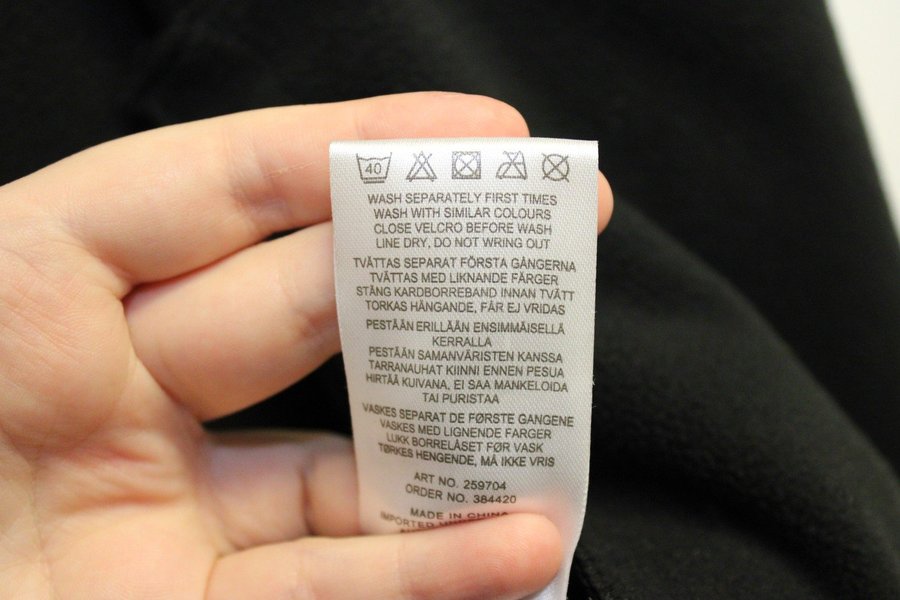 40
WASH SEPARATELY FIRST TIMES
WASH WITH SIMILAR COLOURS
CLOSE VELCRO BEFORE WASH
LINE DRY, DO NOT WRING OUT
TVÄTTAS SEPARAT FÖRSTA GÅNGERNA
TVÄTTAS MED LIKNANDE FÄRGER
STÄNG KARDBORREBAND INNAN TVÄTT
TORKAS HÄNGANDE, FÅR EJ VRIDAS
PESTÄÄN ERILLÄÄN ENSIMMÄISELLÄ
KERRALLA
PESTÄÄN SAMANVÄRISTEN KANSSA
TARRANAUHAT KIINNI ENNEN PESUA
HIRTÄÄ KUIVANA, EI SAA MANKELOIDA
TAI PURISTAA
VASKES SEPARAT DE FØRSTE GANGENE
VASKES MED LIGNENDE FARGER
LUKK BORRELÅSET FØR VASK
TØRKES HENGENDE, MÅ IKKE VRIS
ART NO. 259704
ORDER NO. 384420
MADE IN CHINA
IMPORTED